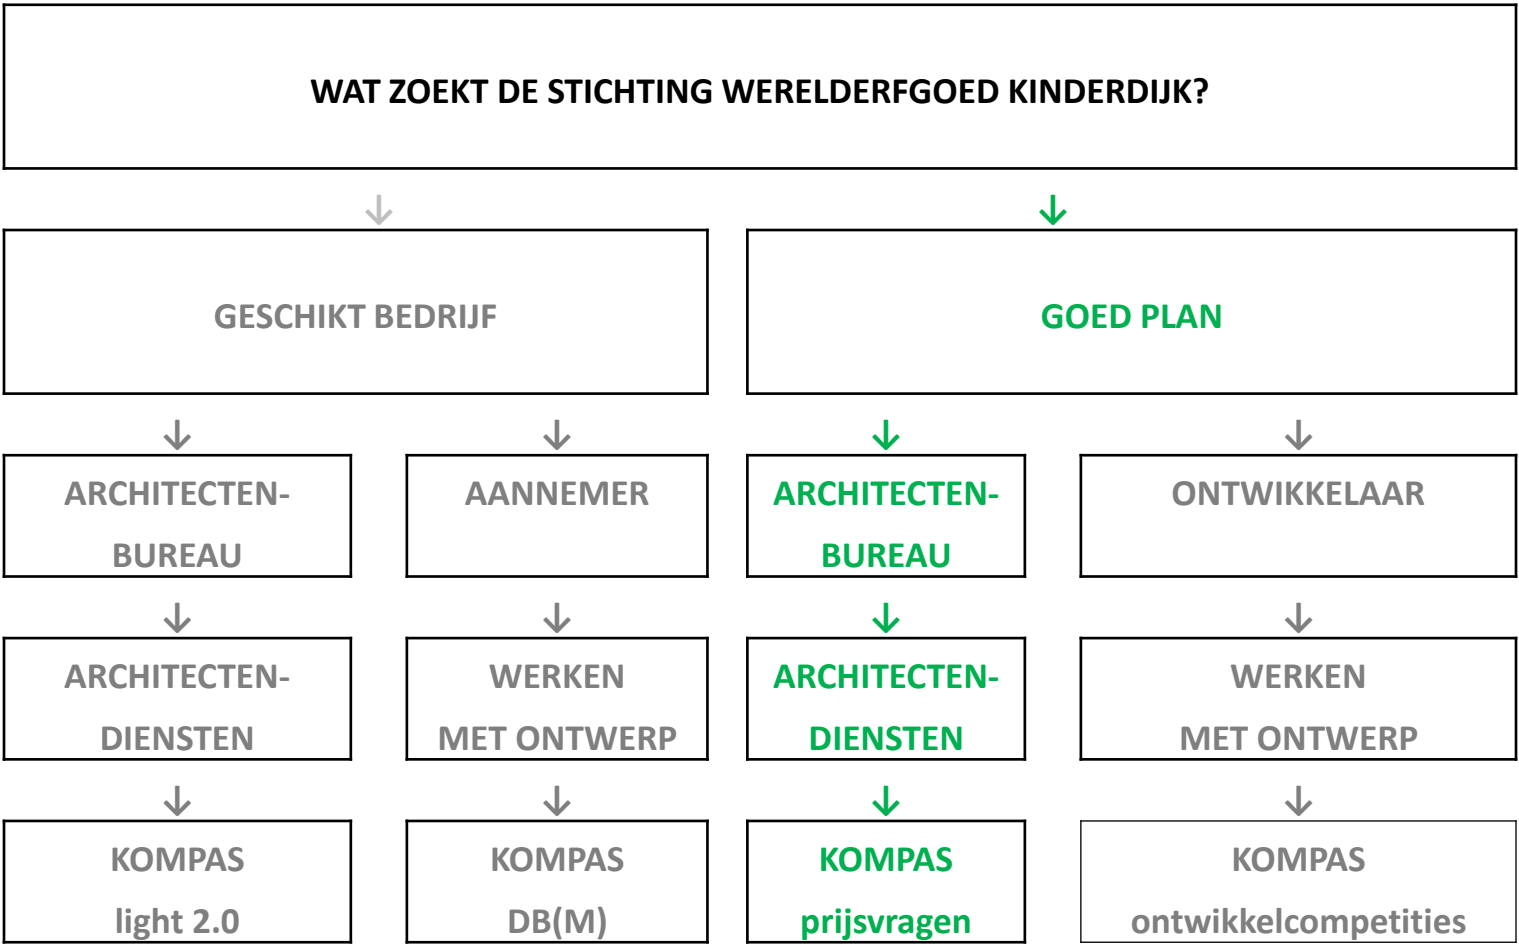 WAT ZOEKT DE STICHTING WERELDERFGOED KINDERDIJK?
↓ ↓
GESCHIKT BEDRIJF
GOED PLAN
↓ ↓ ↓ ↓
ARCHITECTEN-
BUREAU
AANNEMER
ARCHITECTEN-
BUREAU
ONTWIKKELAAR
↓ ↓ ↓ ↓
ARCHITECTEN-
DIENSTEN
WERKEN
MET ONTWERP
ARCHITECTEN-
DIENSTEN
WERKEN
MET ONTWERP
↓ ↓ ↓ ↓
KOMPAS
light 2.0
KOMPAS
DB(M)
KOMPAS
prijsvragen
KOMPAS
ontwikkelcompetities